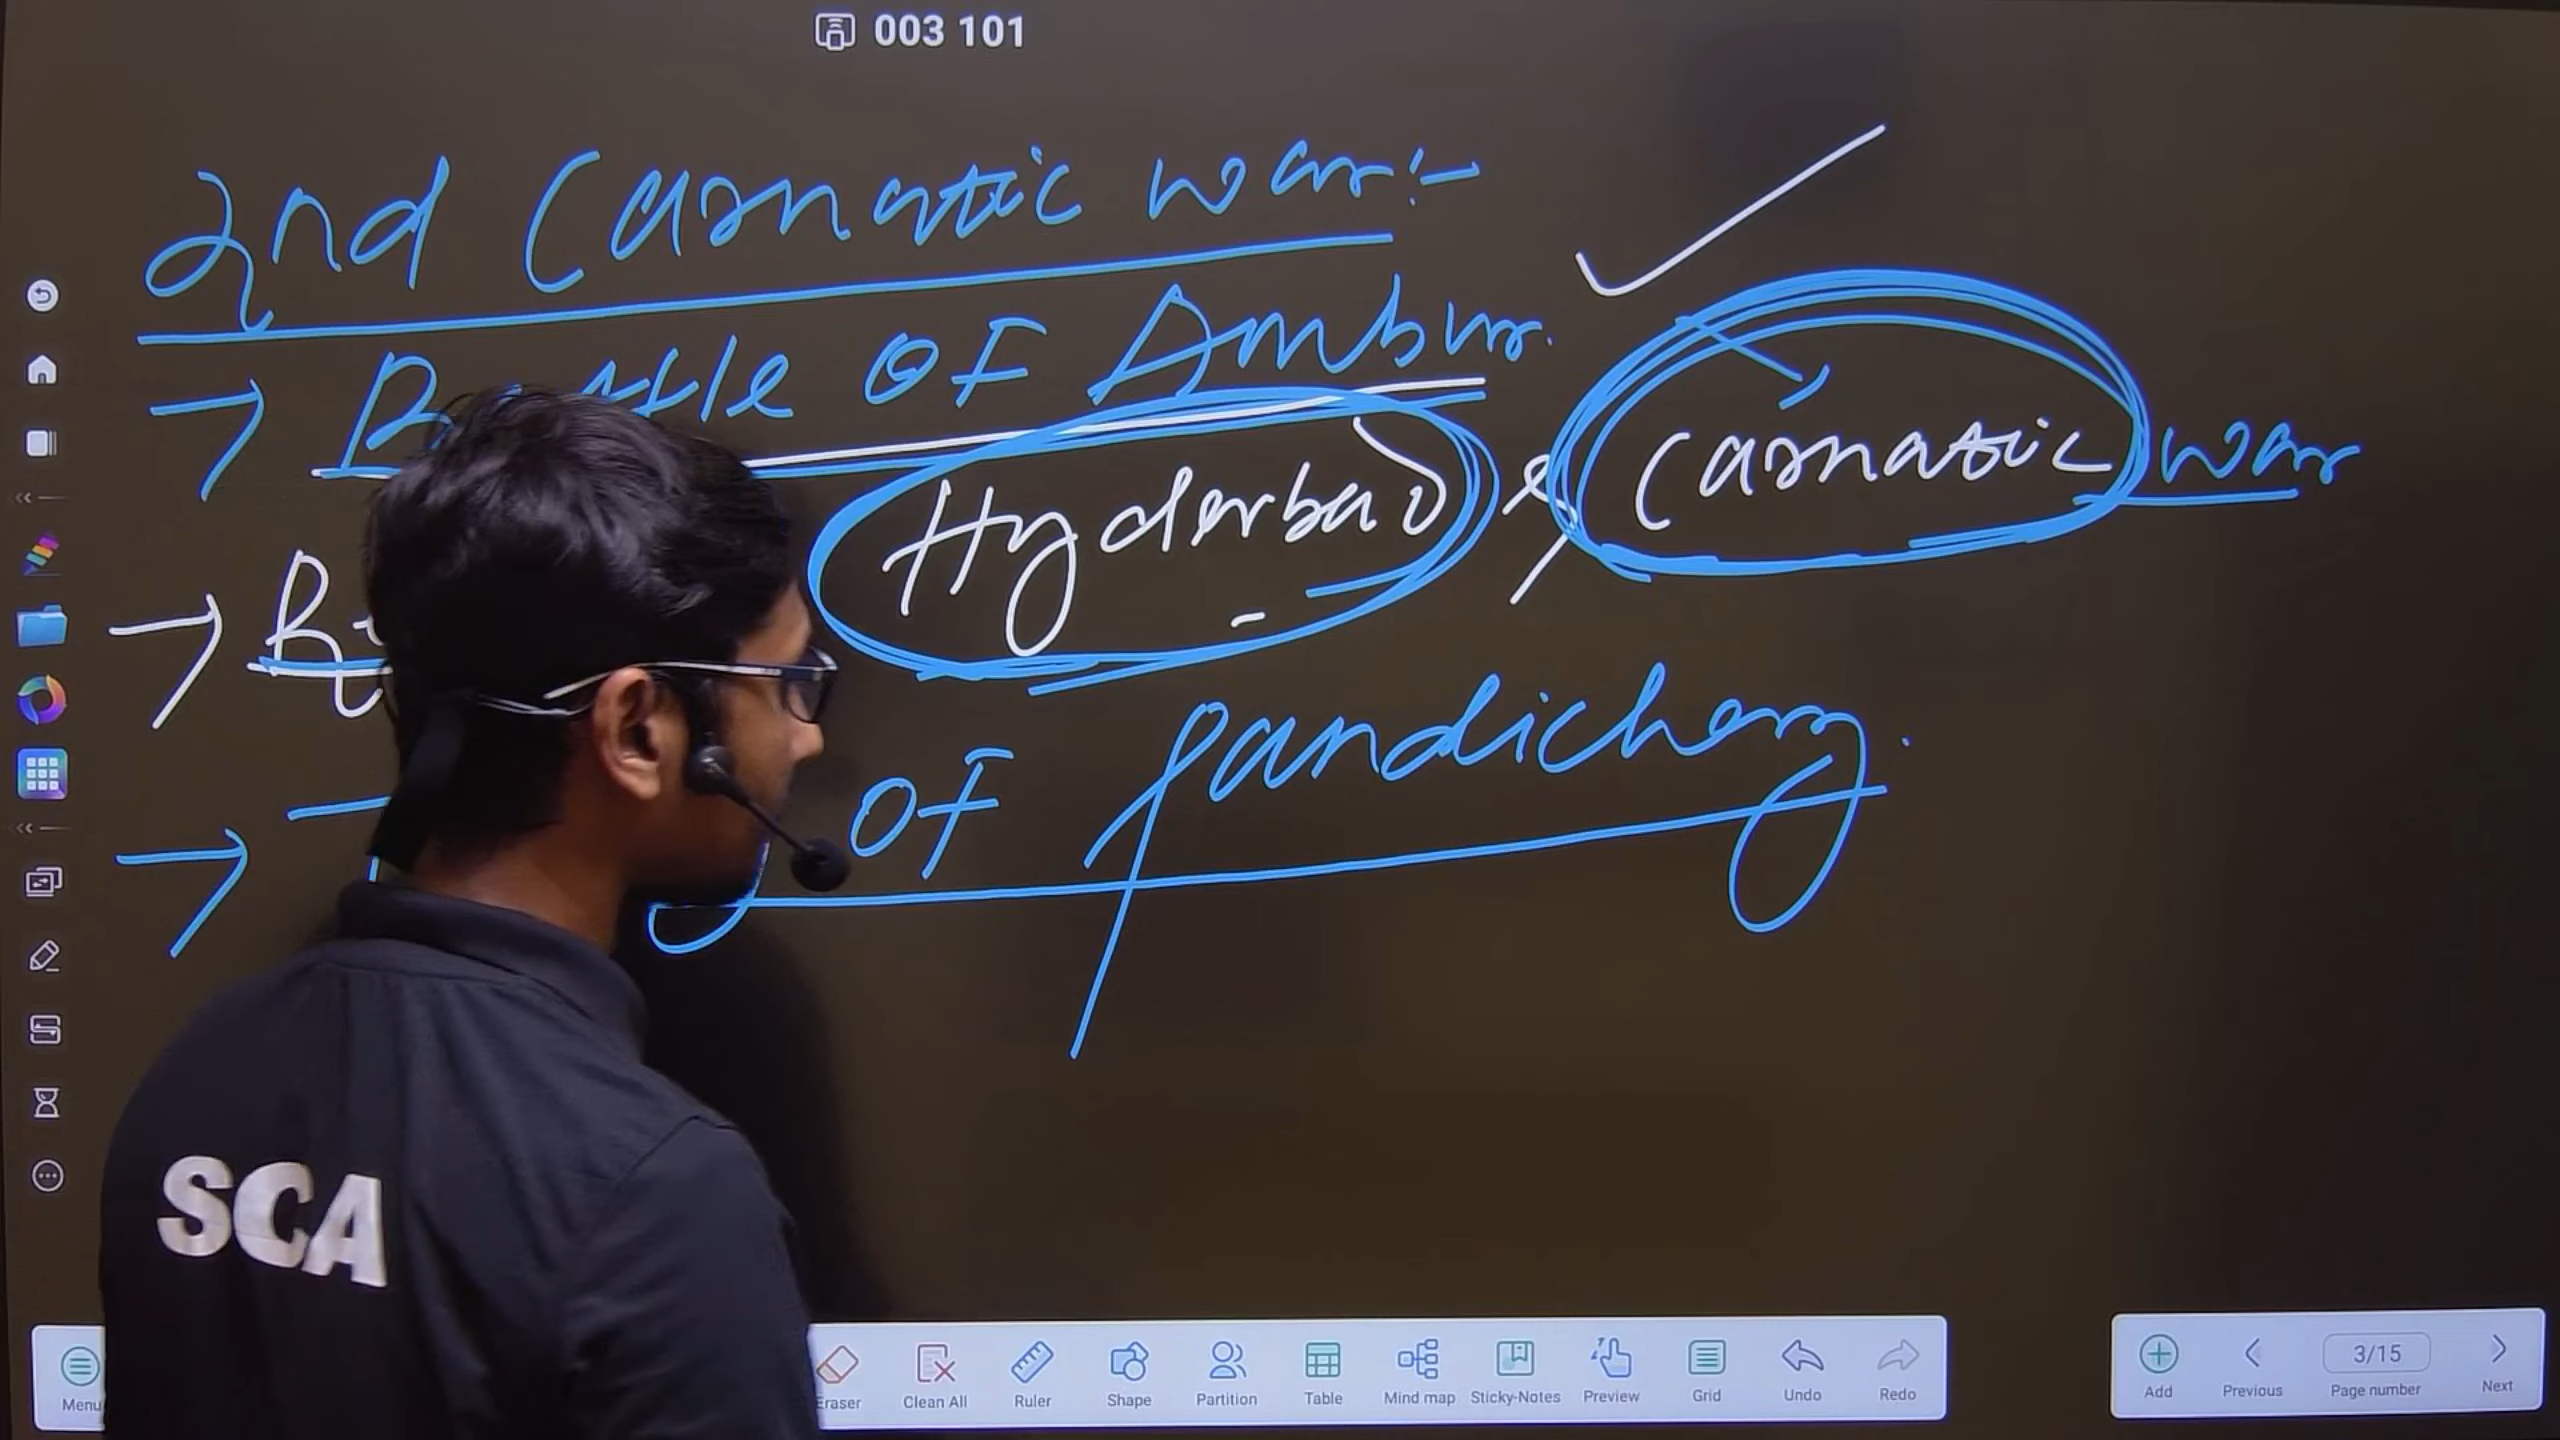 003 101
2nd Carnatic war:-
→ Battle OF Ambur.
→ Hyderbad & Carnatic war
→ OF Pandichery.
SCA
Menu Eraser Clean All Ruler Shape Partition Table Mind map Sticky-Notes Preview Grid Undo Redo
Add Previous 3/15 Page number Next